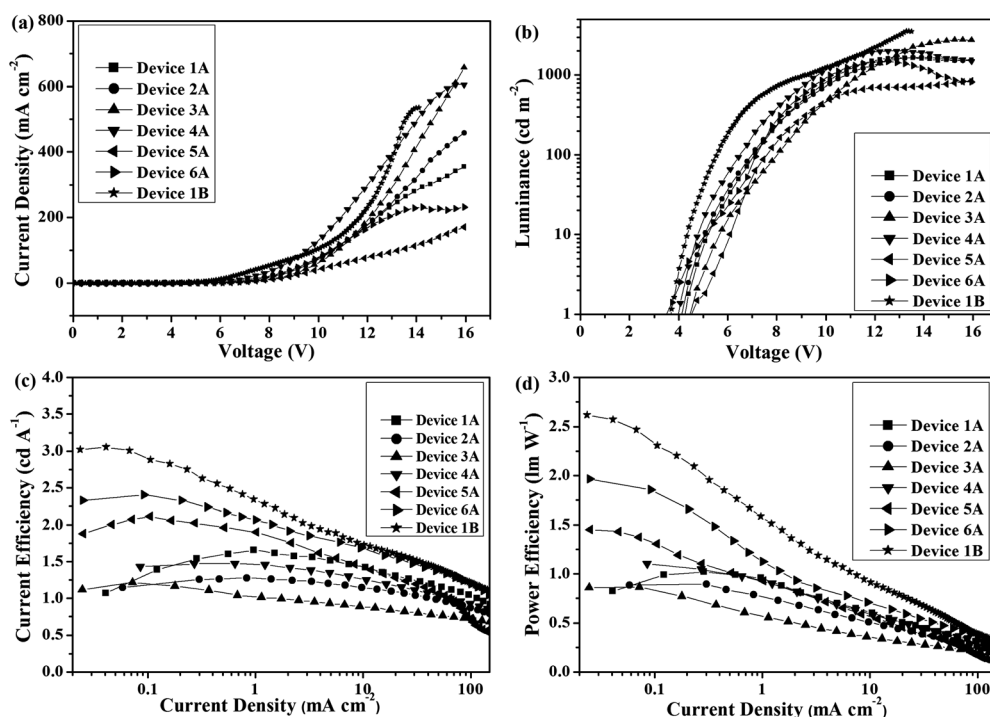 (a)
Current Density (mA cm-2)
800
600
400
200
0
Device 1A
Device 2A
Device 3A
Device 4A
Device 5A
Device 6A
Device 1B
0 2 4 6 8 10 12 14 16
Voltage (V)
(b)
Luminance (cd m-2)
1000
100
10
1
Device 1A
Device 2A
Device 3A
Device 4A
Device 5A
Device 6A
Device 1B
0 2 4 6 8 10 12 14 16
Voltage (V)
(c)
Current Efficiency (cd A-1)
4.0
3.5
3.0
2.5
2.0
1.5
1.0
0.5
0.0
Device 1A
Device 2A
Device 3A
Device 4A
Device 5A
Device 6A
Device 1B
0.1 1 10 100
Current Density (mA cm-2)
(d)
Power Efficiency (lm W-1)
3.0
2.5
2.0
1.5
1.0
0.5
0.0
Device 1A
Device 2A
Device 3A
Device 4A
Device 5A
Device 6A
Device 1B
0.1 1 10 100
Current Density (mA cm-2)